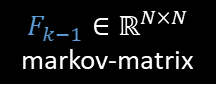 F_{k-1} ∈ ℝ^{N×N}
markov-matrix